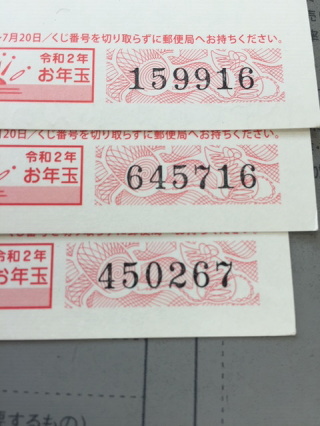 7月20日/くじ番号を切り取らずに郵便局へお持ちください。
令和2年
お年玉
159916
20日/くじ番号を切り取らずに郵便局へお持ちください。
令和2年
お年玉
645716
令和2年
お年玉
450267
するもの)